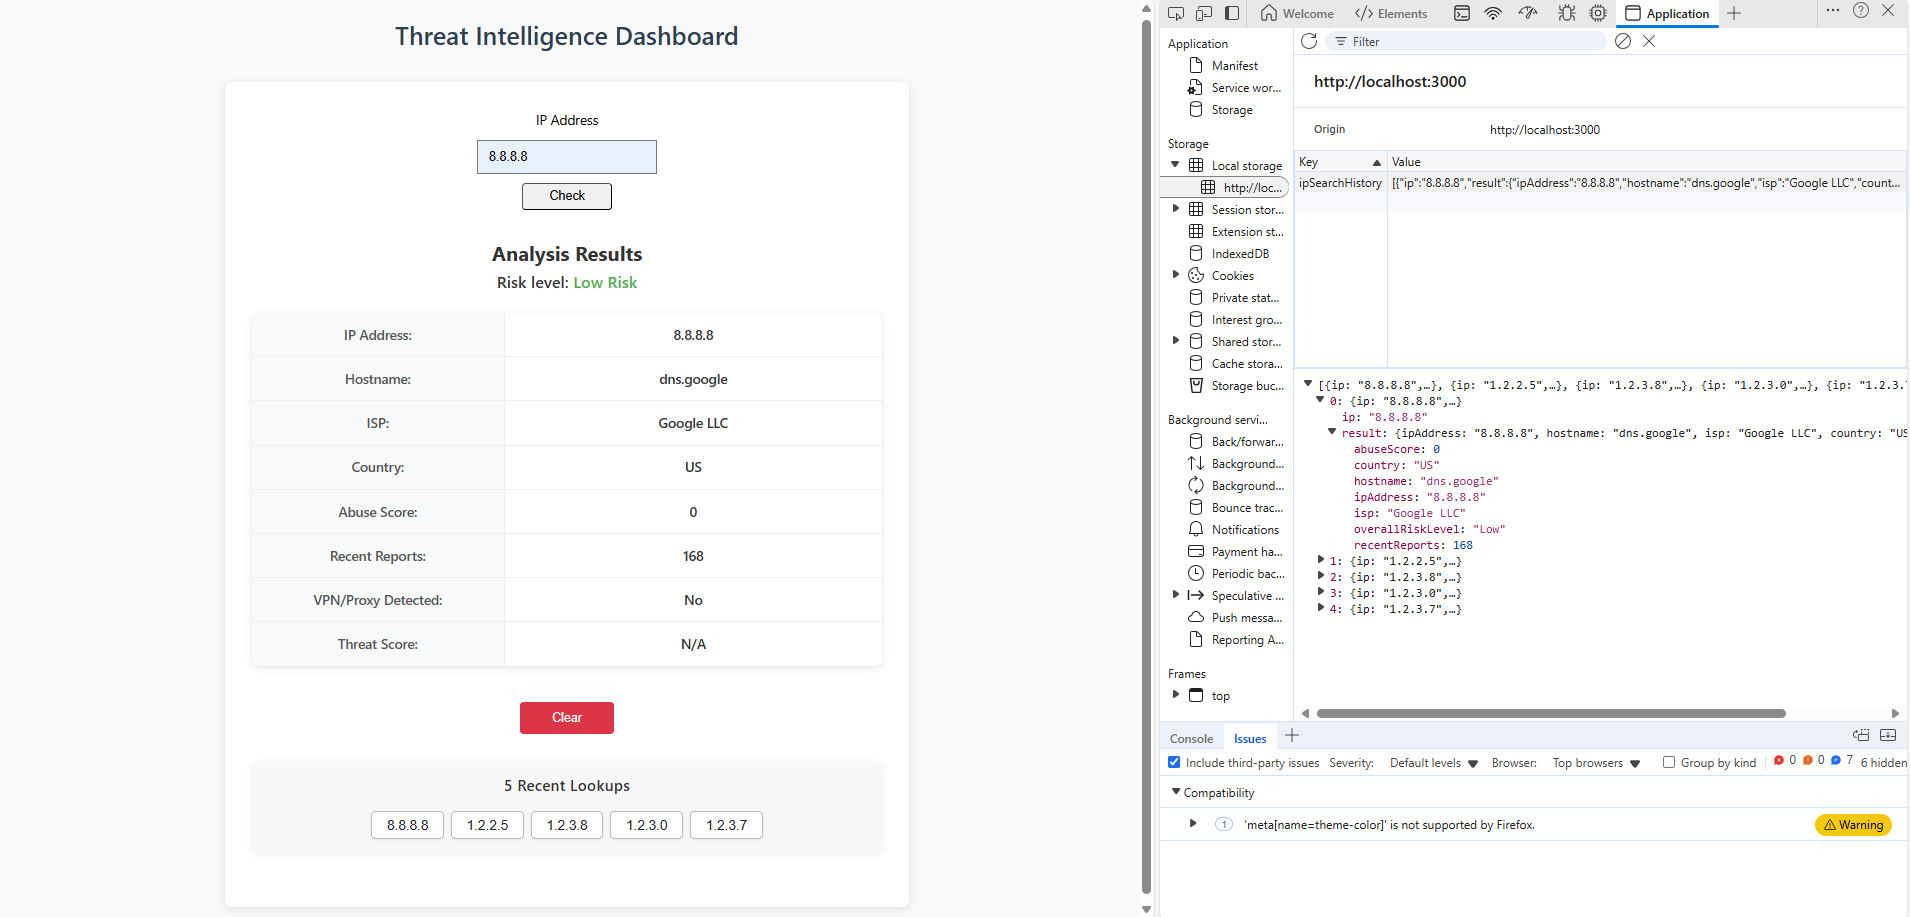 Threat Intelligence Dashboard
IP Address
8.8.8.8
Check
Analysis Results
Risk level: Low Risk
IP Address: 8.8.8.8
Hostname: dns.google
ISP: Google LLC
Country: US
Abuse Score: 0
Recent Reports: 168
VPN/Proxy Detected: No
Threat Score: N/A
Clear
5 Recent Lookups
8.8.8.8 1.2.2.5 1.2.3.8 1.2.3.0 1.2.3.7
Welcome Elements Application
Application
Manifest
Service wor...
Storage
Storage
Local storage
http://loc...
Session stor...
Extension st...
IndexedDB
Cookies
Private stat...
Interest gro...
Shared stor...
Cache stora...
Storage buc...
Background servi...
Back/forwar...
Background...
Background...
Bounce trac...
Notifications
Payment ha...
Periodic bac...
Speculative ...
Push messa...
Reporting A...
Frames
top
Filter
http://localhost:3000
Origin http://localhost:3000
Key Value
ipSearchHistory [{"ip":"8.8.8.8","result":{"ipAddress":"8.8.8.8","hostname":"dns.google","isp":"Google LLC","count...
[{ip: "8.8.8.8",…}, {ip: "1.2.2.5",…}, {ip: "1.2.3.8",…}, {ip: "1.2.3.0",…}, {ip: "1.2.3.7
0: {ip: "8.8.8.8",…}
ip: "8.8.8.8"
result: {ipAddress: "8.8.8.8", hostname: "dns.google", isp: "Google LLC", country: "US
abuseScore: 0
country: "US"
hostname: "dns.google"
ipAddress: "8.8.8.8"
isp: "Google LLC"
overallRiskLevel: "Low"
recentReports: 168
1: {ip: "1.2.2.5",…}
2: {ip: "1.2.3.8",…}
3: {ip: "1.2.3.0",…}
4: {ip: "1.2.3.7",…}
Console Issues
Include third-party issues Severity: Default levels Browser: Top browsers Group by kind 0 0 7 6 hidden
Compatibility
1 'meta[name=theme-color]' is not supported by Firefox. Warning